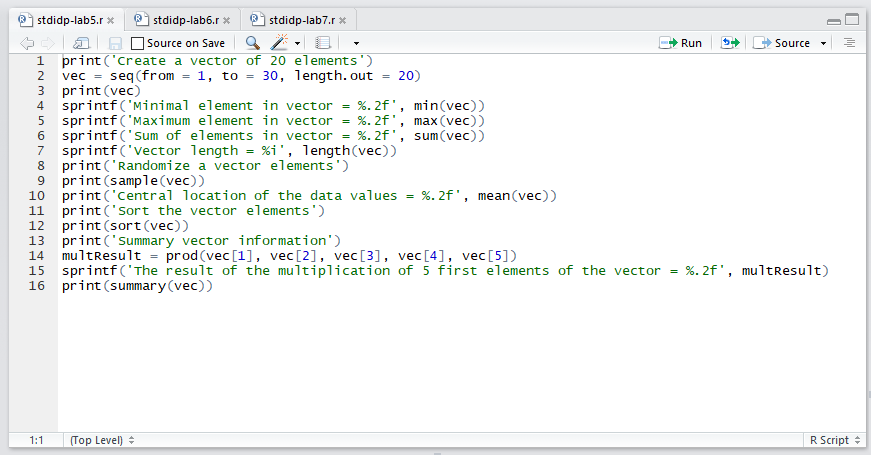 stdidp-lab5.r × stdidp-lab6.r × stdidp-lab7.r ×
Source on Save Run Source
1 print('Create a vector of 20 elements')
2 vec = seq(from = 1, to = 30, length.out = 20)
3 print(vec)
4 sprintf('Minimal element in vector = %.2f', min(vec))
5 sprintf('Maximum element in vector = %.2f', max(vec))
6 sprintf('Sum of elements in vector = %.2f', sum(vec))
7 sprintf('Vector length = %i', length(vec))
8 print('Randomize a vector elements')
9 print(sample(vec))
10 print('Central location of the data values = %.2f', mean(vec))
11 print('Sort the vector elements')
12 print(sort(vec))
13 print('Summary vector information')
14 multResult = prod(vec[1], vec[2], vec[3], vec[4], vec[5])
15 sprintf('The result of the multiplication of 5 first elements of the vector = %.2f', multResult)
16 print(summary(vec))
1:1 (Top Level) R Script